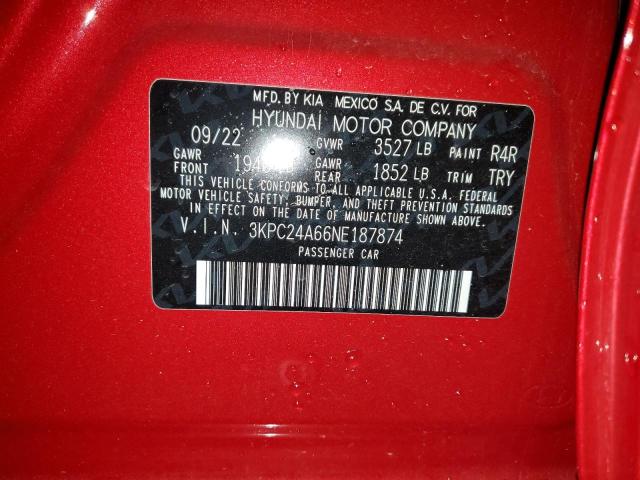 MFD. BY KIA MEXICO S.A. DE C.V. FOR
HYUNDAI MOTOR COMPANY
09/22 GVWR 3527 LB PAINT R4R
GAWR FRONT GAWR REAR 1852 LB TRIM TRY
THIS VEHICLE CONFORMS TO ALL APPLICABLE U.S.A. FEDERAL
MOTOR VEHICLE SAFETY, BUMPER, AND THEFT PREVENTION STANDARDS
IN EFFECT ON THE DATE OF MANUFACTURE SHOWN ABOVE.
V.I.N. 3KPC24A66NE187874
PASSENGER CAR